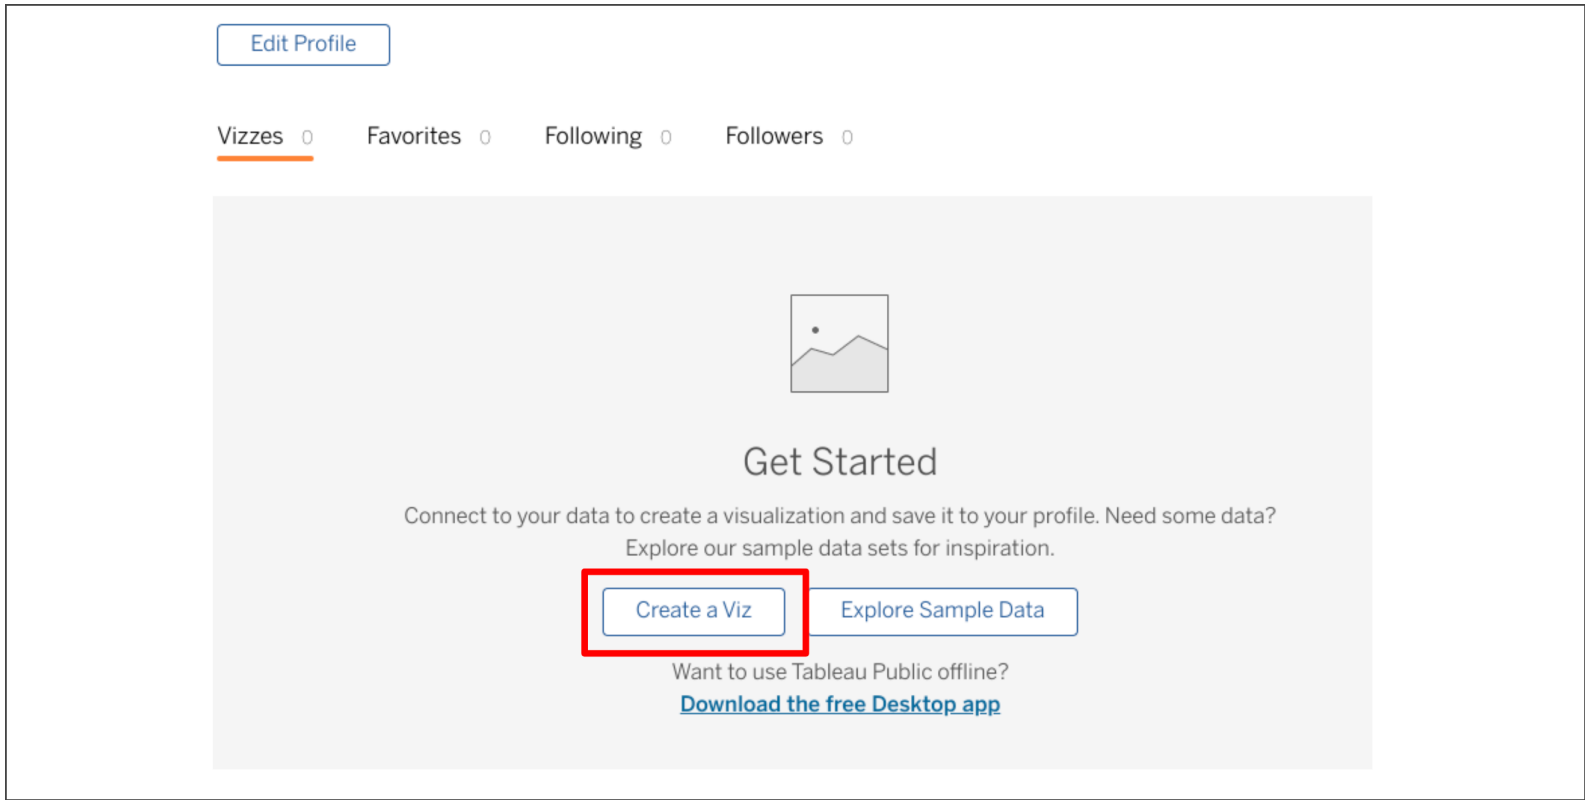 Edit Profile
Vizzes 0 Favorites 0 Following 0 Followers 0
Get Started
Connect to your data to create a visualization and save it to your profile. Need some data?
Explore our sample data sets for inspiration.
Create a Viz Explore Sample Data
Want to use Tableau Public offline?
Download the free Desktop app